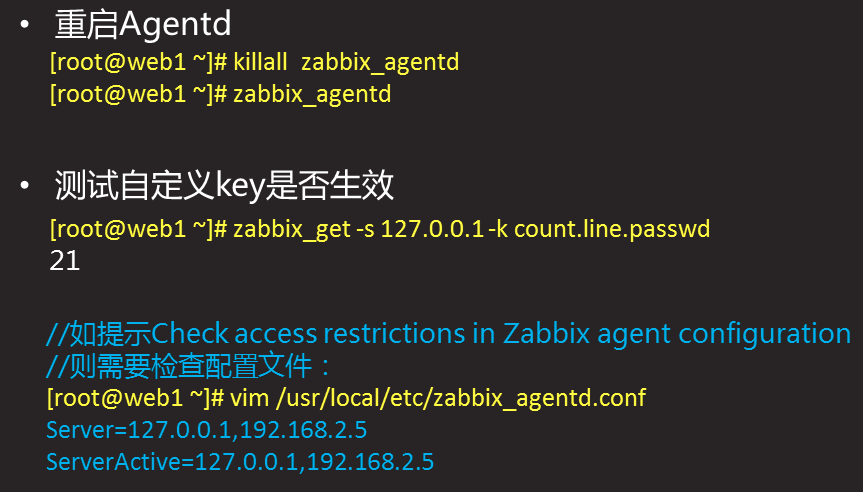 • 重启Agentd
[root@web1 ~]# killall  zabbix_agentd
[root@web1 ~]# zabbix_agentd
• 测试自定义key是否生效
[root@web1 ~]# zabbix_get -s 127.0.0.1 -k count.line.passwd
21
//如提示Check access restrictions in Zabbix agent configuration
//则需要检查配置文件：
[root@web1 ~]# vim /usr/local/etc/zabbix_agentd.conf
Server=127.0.0.1,192.168.2.5
ServerActive=127.0.0.1,192.168.2.5